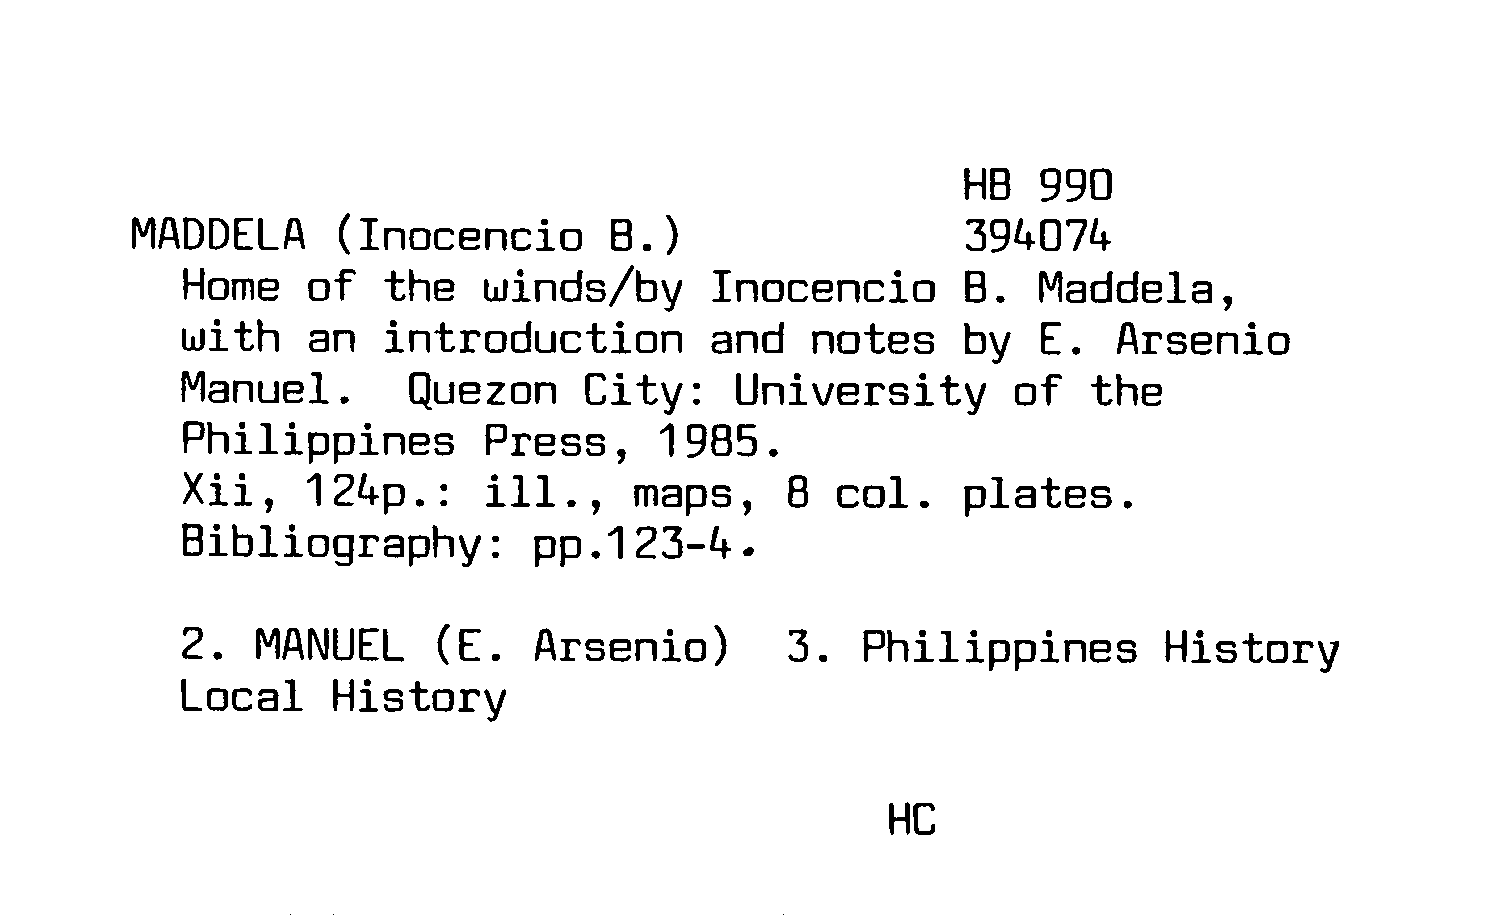 HB 990
MADDELA (Inocencio B.) 394074
Home of the winds/by Inocencio B. Maddela,
with an introduction and notes by E. Arsenio
Manuel. Quezon City: University of the
Philippines Press, 1985.
Xii, 124p.: ill., maps, 8 col. plates.
Bibliography: pp.123-4.
2. MANUEL (E. Arsenio) 3. Philippines History
Local History
HC